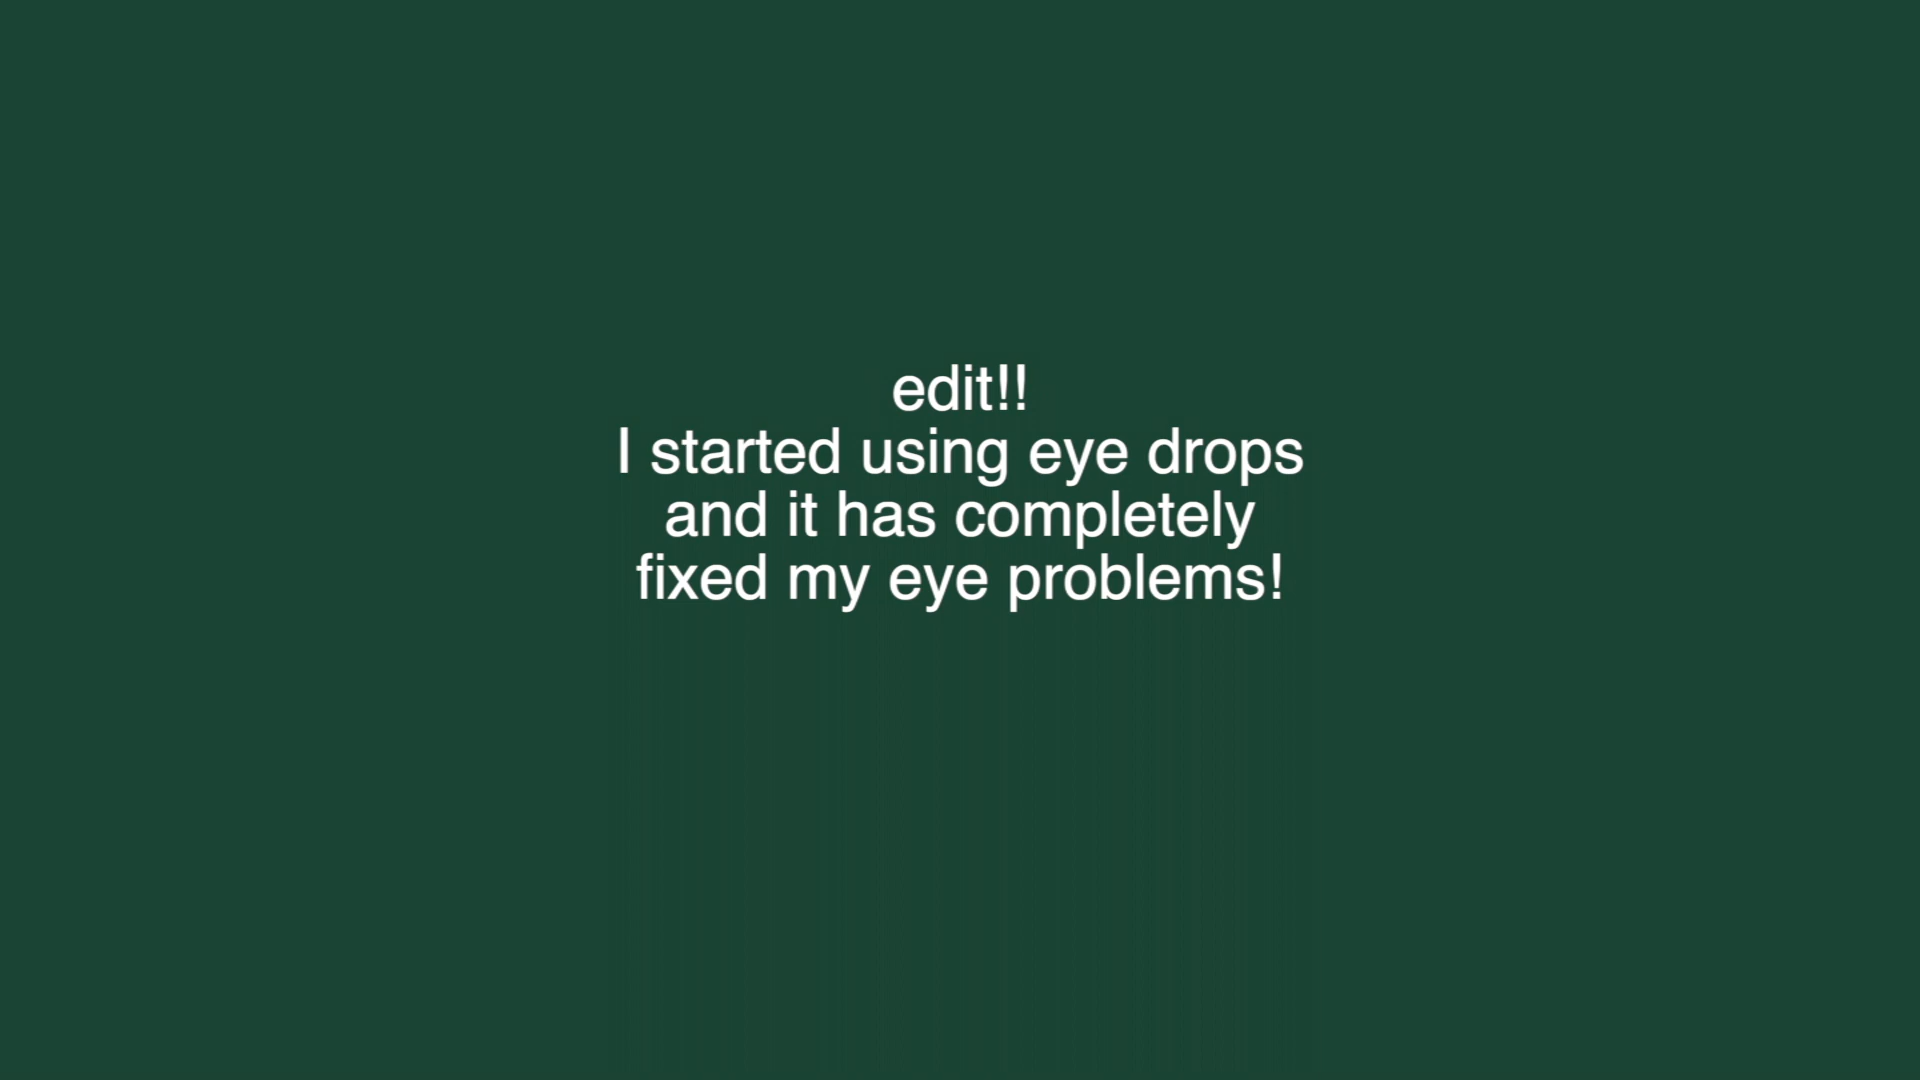 edit!!
I started using eye drops
and it has completely
fixed my eye problems!